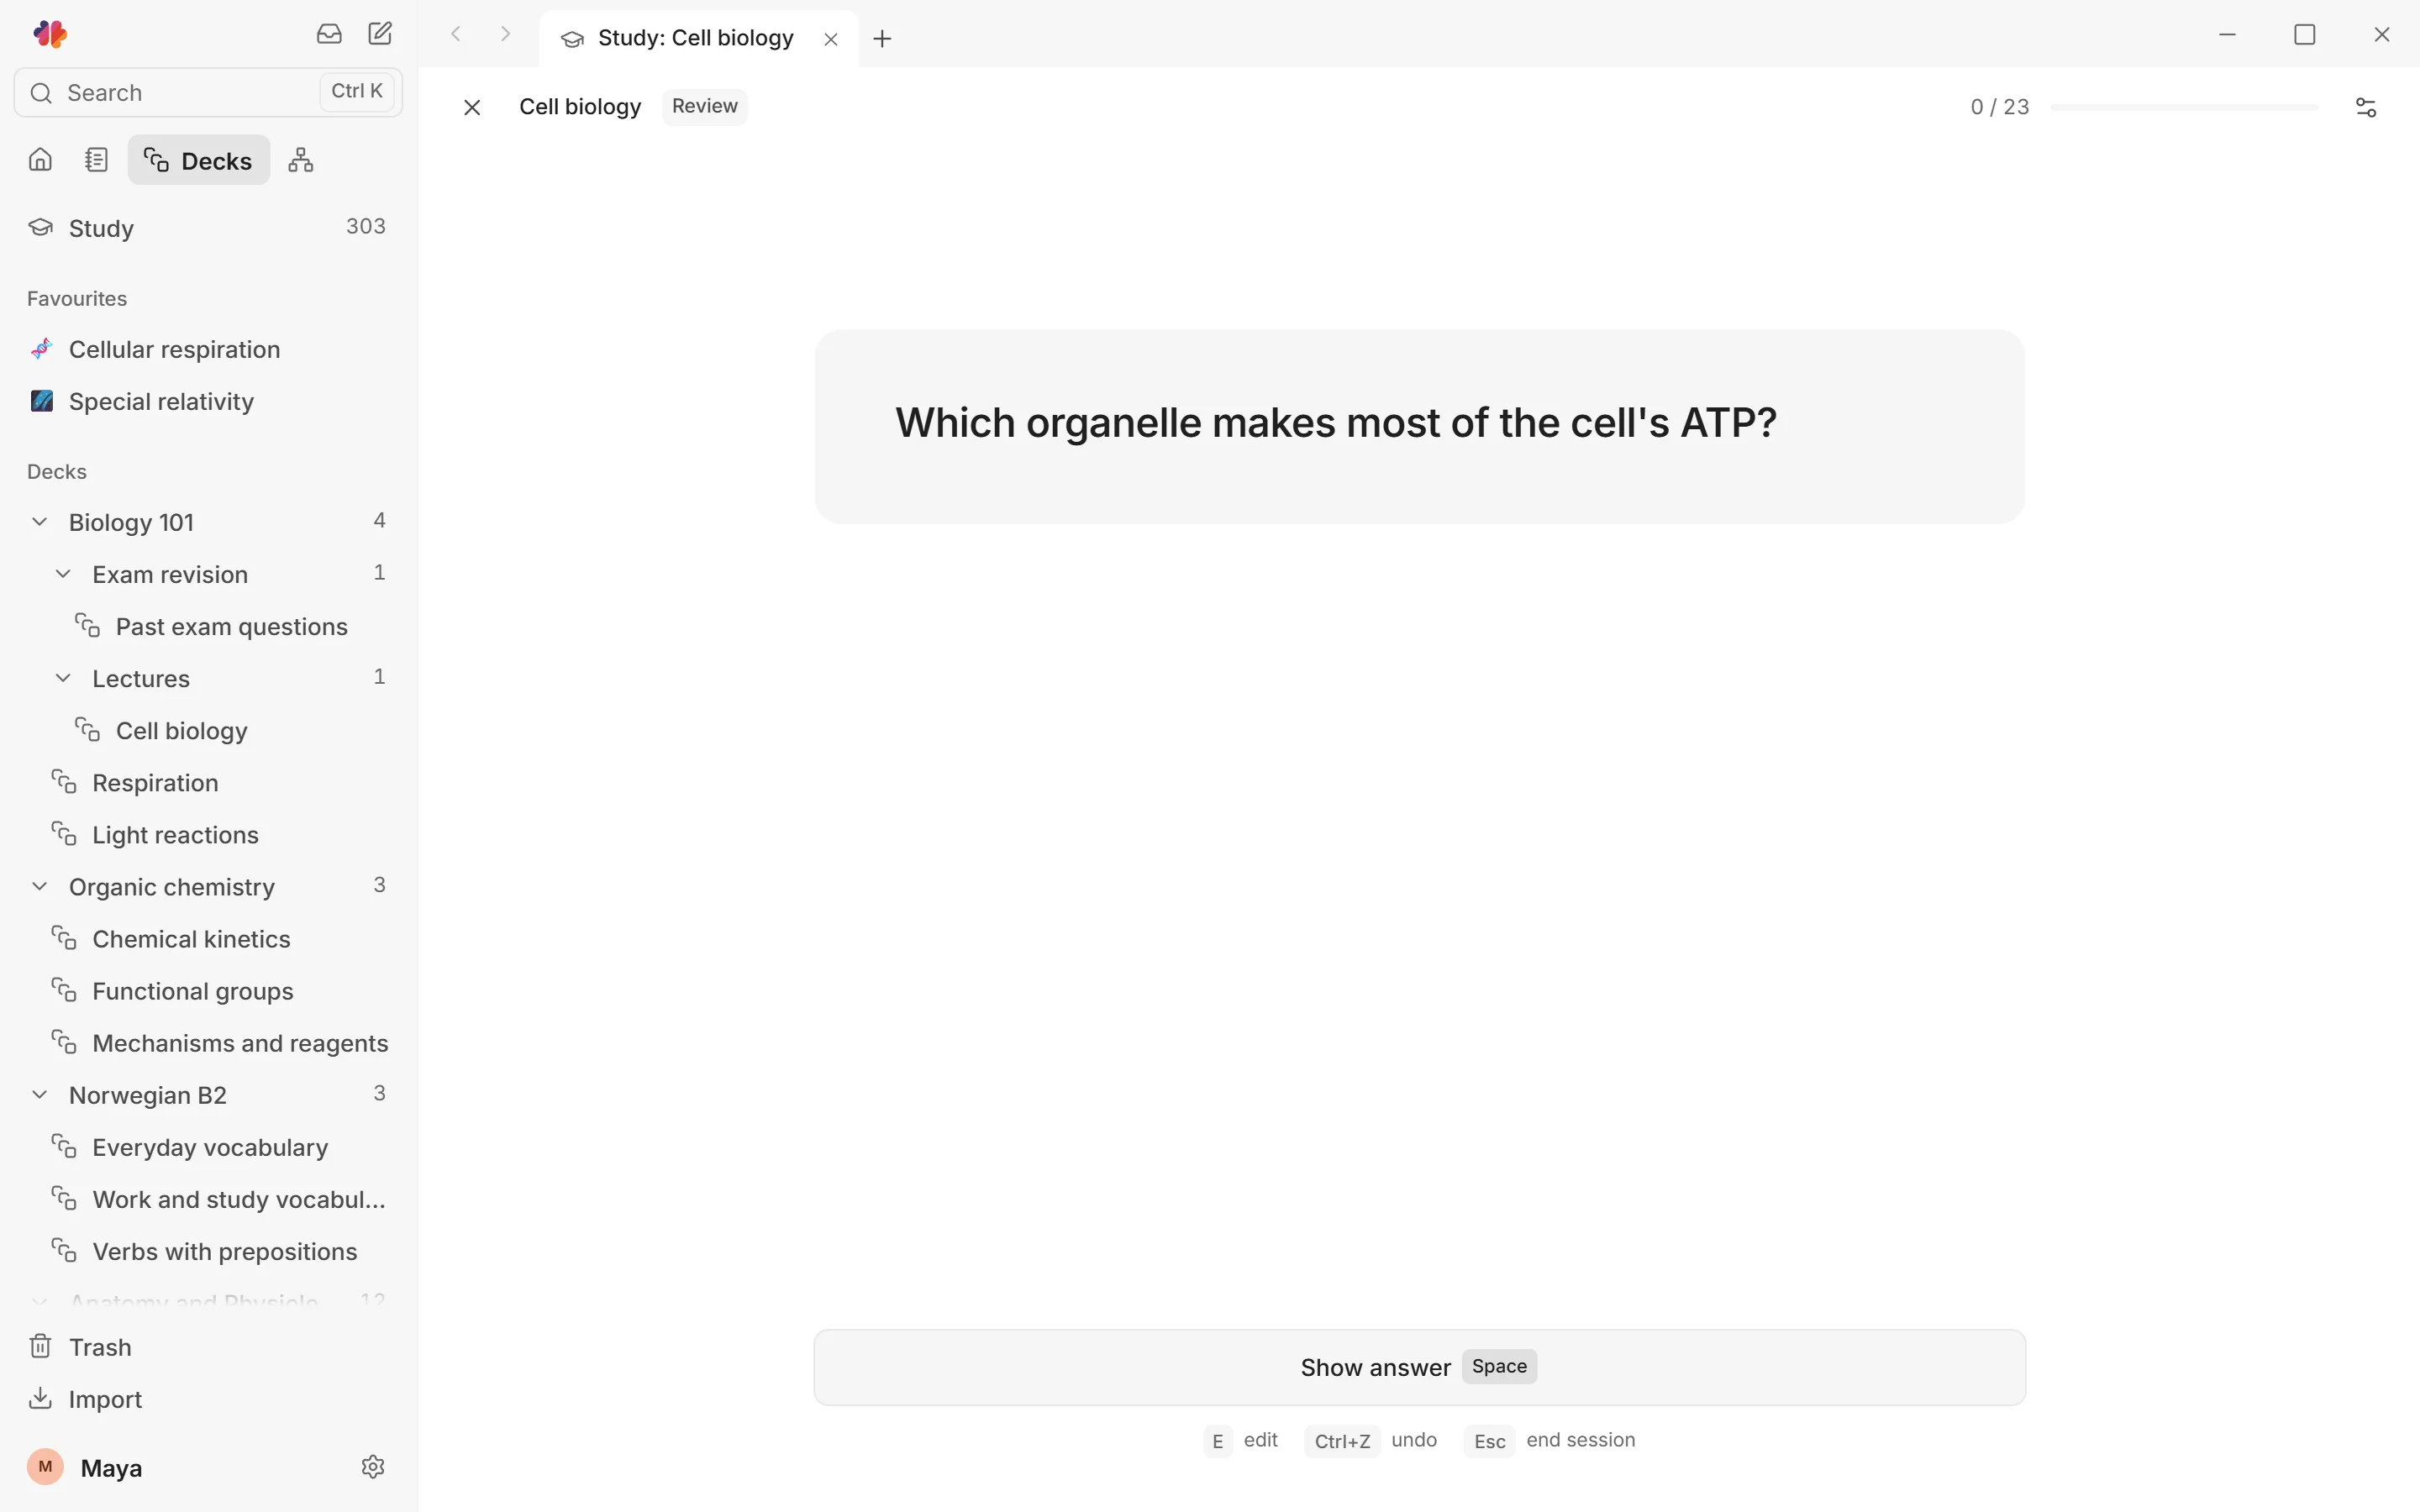 Study: Cell biology
Search
Ctrl K
Decks
Study
303
Favourites
Cellular respiration
Special relativity
Decks
Biology 101
4
Exam revision
1
Past exam questions
Lectures
1
Cell biology
Respiration
Light reactions
Organic chemistry
3
Chemical kinetics
Functional groups
Mechanisms and reagents
Norwegian B2
3
Everyday vocabulary
Work and study vocabul...
Verbs with prepositions
Anatomy and Physiolo
12
Trash
Import
M
Maya
Cell biology
Review
0 / 23
Which organelle makes most of the cell's ATP?
Show answer
Space
E edit Ctrl+Z undo Esc end session